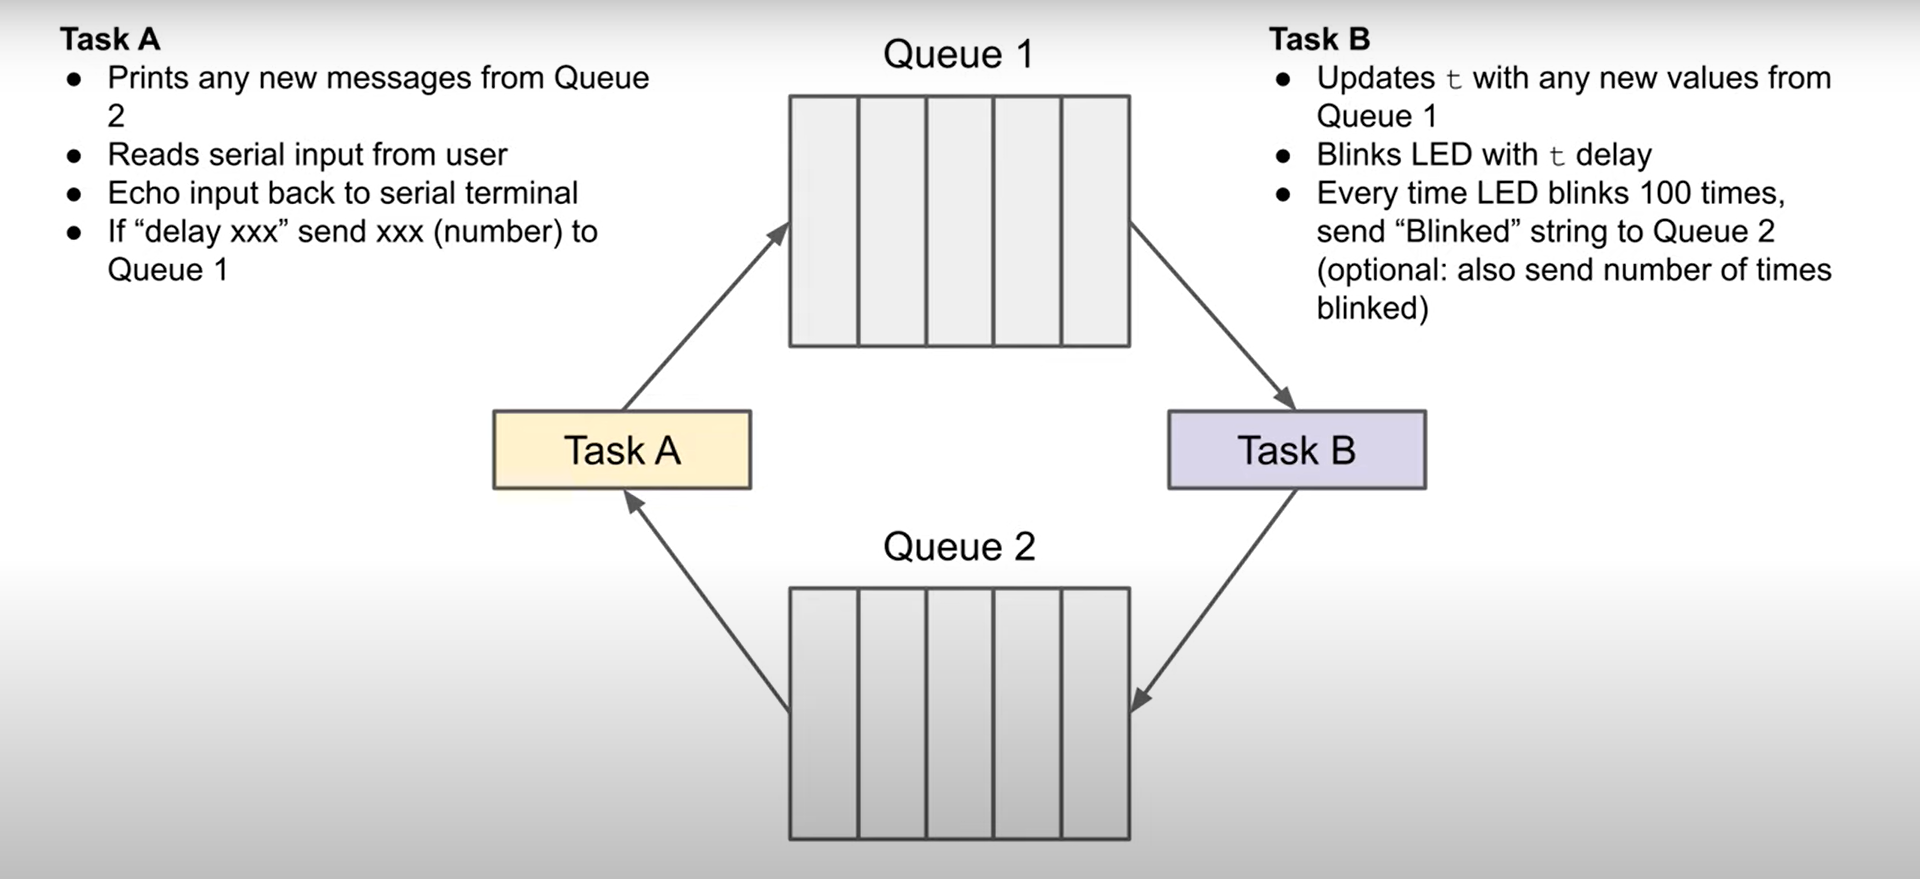 Task A
● Prints any new messages from Queue
2
● Reads serial input from user
● Echo input back to serial terminal
● If “delay xxx” send xxx (number) to
Queue 1
Queue 1
Task B
● Updates t with any new values from
Queue 1
● Blinks LED with t delay
● Every time LED blinks 100 times,
send “Blinked” string to Queue 2
(optional: also send number of times
blinked)
Task A
Task B
Queue 2